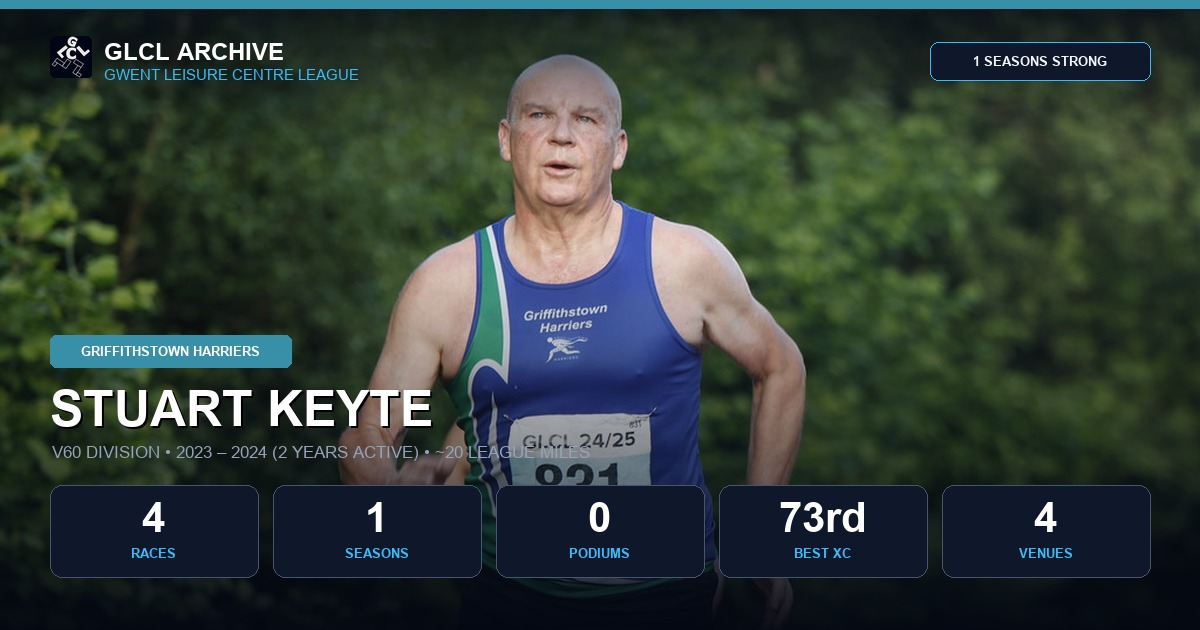 GLCL ARCHIVE
GWENT LEISURE CENTRE LEAGUE
1 SEASONS STRONG
Griffithstown
Harriers
HARRIERS
GRIFFITHSTOWN HARRIERS
STUART KEYTE
V60 DIVISION • 2023 – 2024 (2 YEARS ACTIVE) • ~20 LEAGUE MILES
GLCL 24/25
4
RACES
1
SEASONS
0
PODIUMS
73rd
BEST XC
4
VENUES